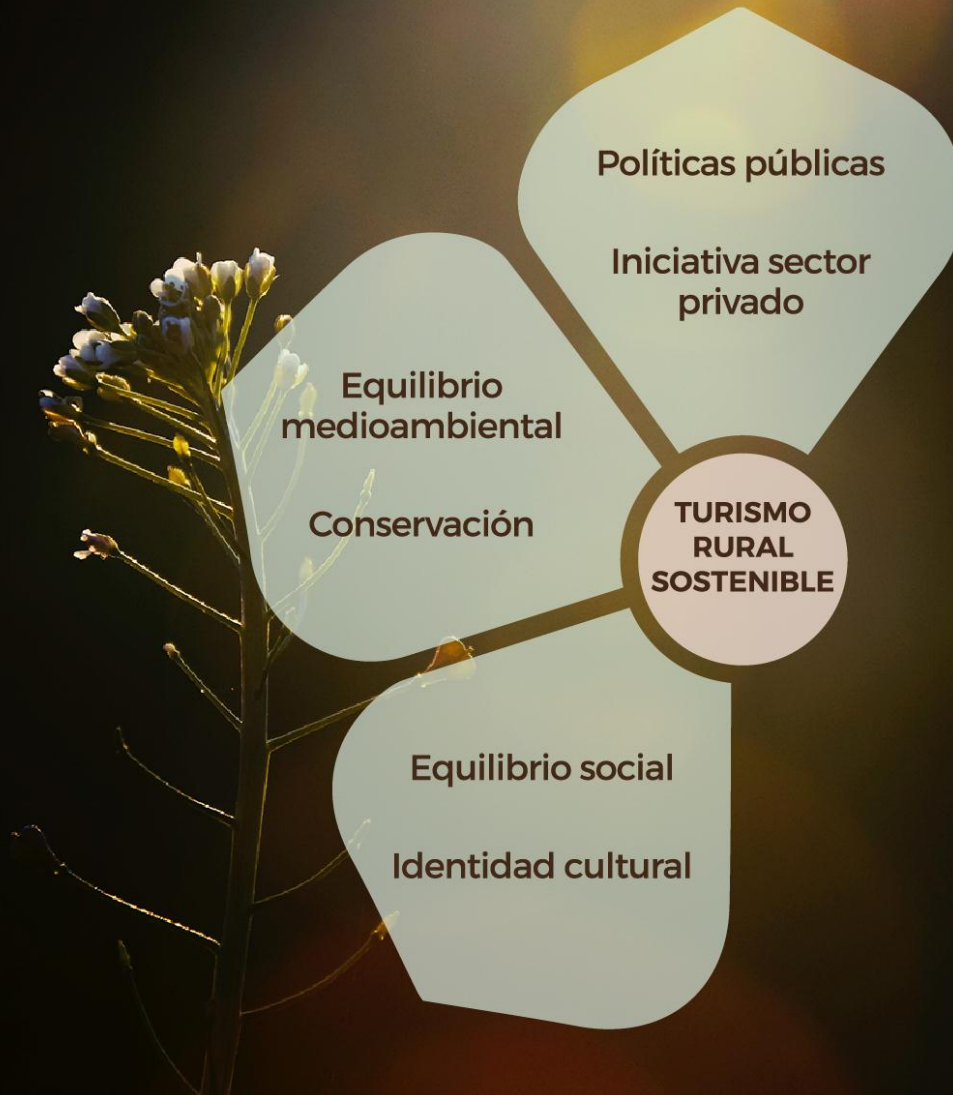 Políticas públicas
Iniciativa sector
privado
Equilibrio
medioambiental
Conservación
TURISMO
RURAL
SOSTENIBLE
Equilibrio social
Identidad cultural